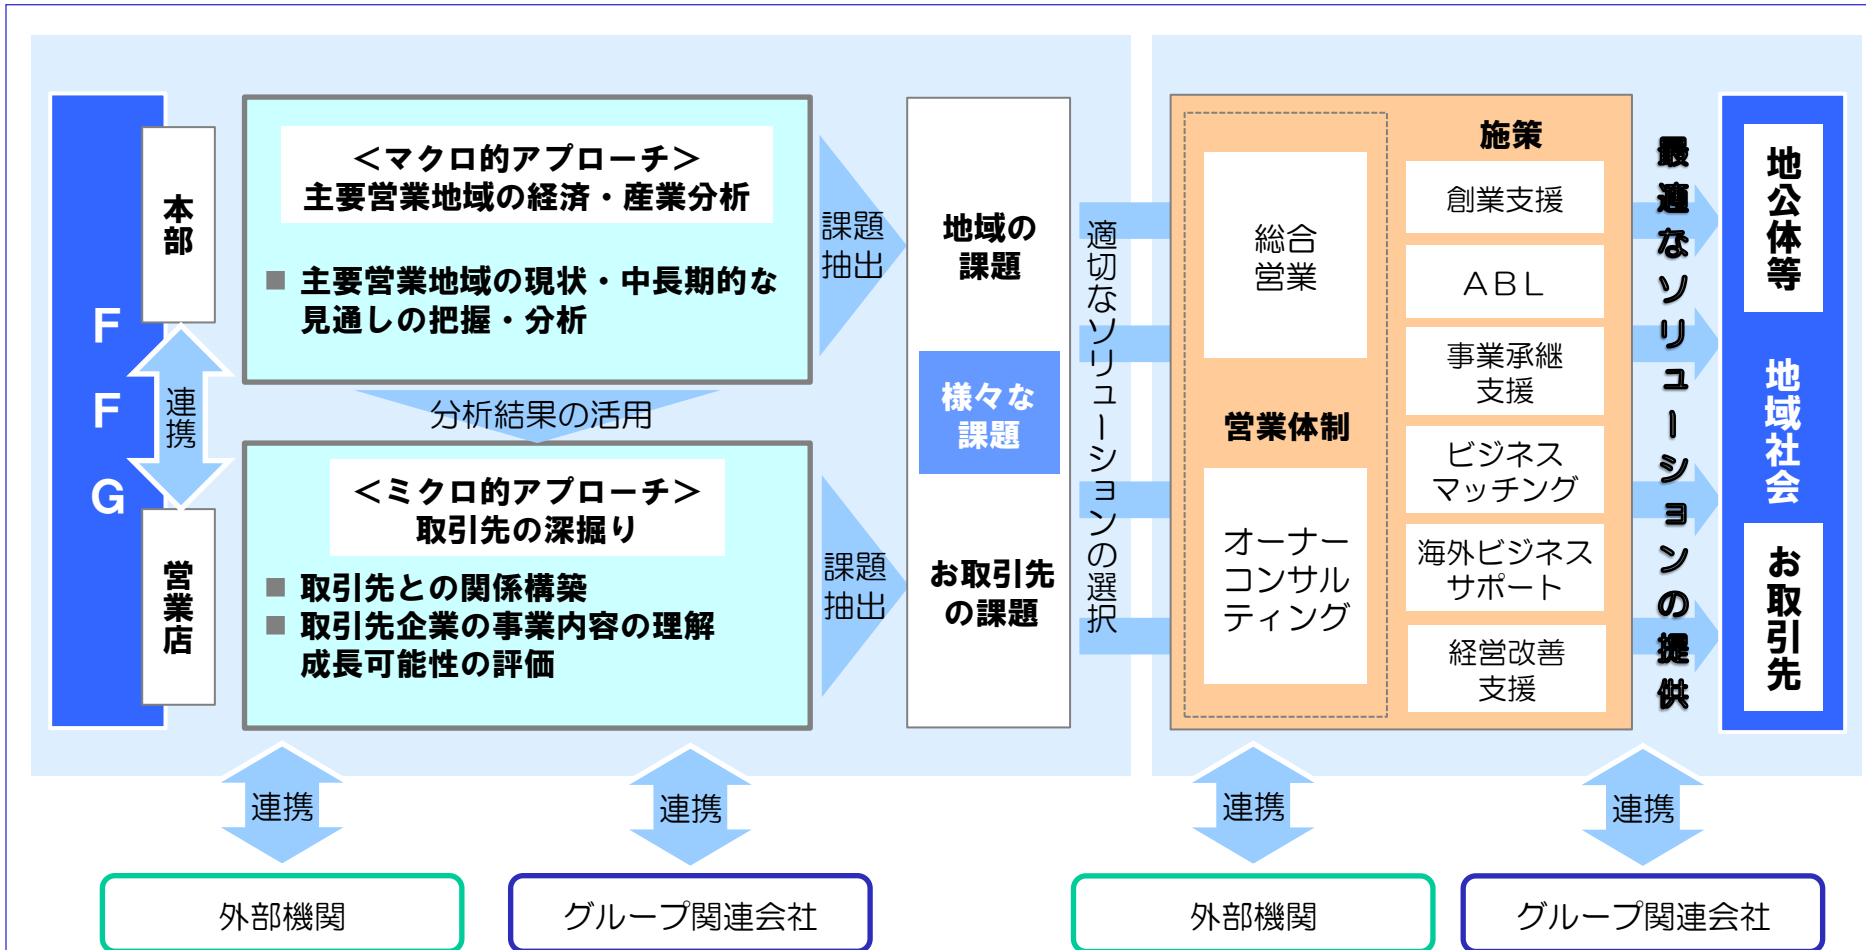 FFG
本部
連携
営業店
＜マクロ的アプローチ＞
主要営業地域の経済・産業分析
■ 主要営業地域の現状・中長期的な
見通しの把握・分析
分析結果の活用
＜ミクロ的アプローチ＞
取引先の深掘り
■ 取引先との関係構築
■ 取引先企業の事業内容の理解
成長可能性の評価
課題
抽出
課題
抽出
地域の
課題
様々な
課題
お取引先
の課題
適切なソリューションの選択
総合
営業
営業体制
オーナー
コンサル
ティング
施策
創業支援
ＡＢＬ
事業承継
支援
ビジネス
マッチング
海外ビジネス
サポート
経営改善
支援
最適なソリューションの提供
地公体等
地域社会
お取引先
連携
連携
連携
連携
外部機関
グループ関連会社
外部機関
グループ関連会社